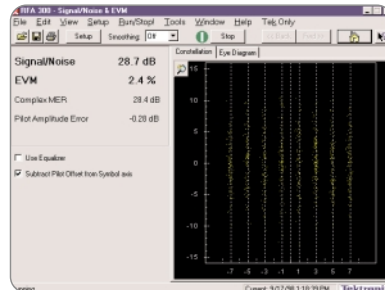 RFA 300 - Signal/Noise & EVM
File Edit View Setup Run/Stop! Tools Window Help Tek Only
Setup Smoothing: Off Stop
Constellation Eye Diagram
Signal/Noise 28.7 dB
EVM 2.4 %
Complex MER 28.4 dB
Pilot Amplitude Error -0.28 dB
Use Equalizer
Subtract Pilot Offset from Symbol axis
15
10
5
0
-5
-10
-15
-7 -5 -3 -1 1 3 5 7